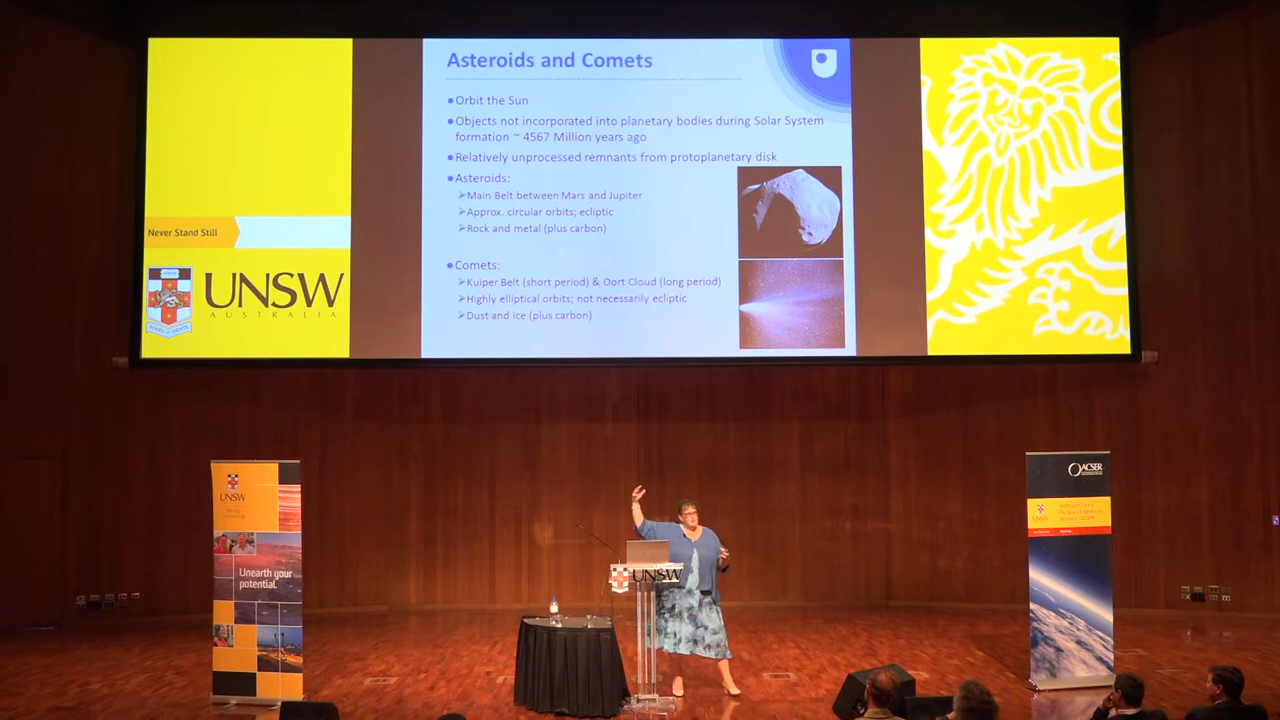 Asteroids and Comets
●Orbit the Sun
●Objects not incorporated into planetary bodies during Solar System
formation ~ 4567 Million years ago
●Relatively unprocessed remnants from protoplanetary disk
●Asteroids:
➢Main Belt between Mars and Jupiter
➢Approx. circular orbits; ecliptic
➢Rock and metal (plus carbon)
●Comets:
➢Kuiper Belt (short period) & Oort Cloud (long period)
➢Highly elliptical orbits; not necessarily ecliptic
➢Dust and ice (plus carbon)
Never Stand Still
UNSW
AUSTRALIA
UNSW
Unearth your
potential.
UNSW
ACSER
UNSW